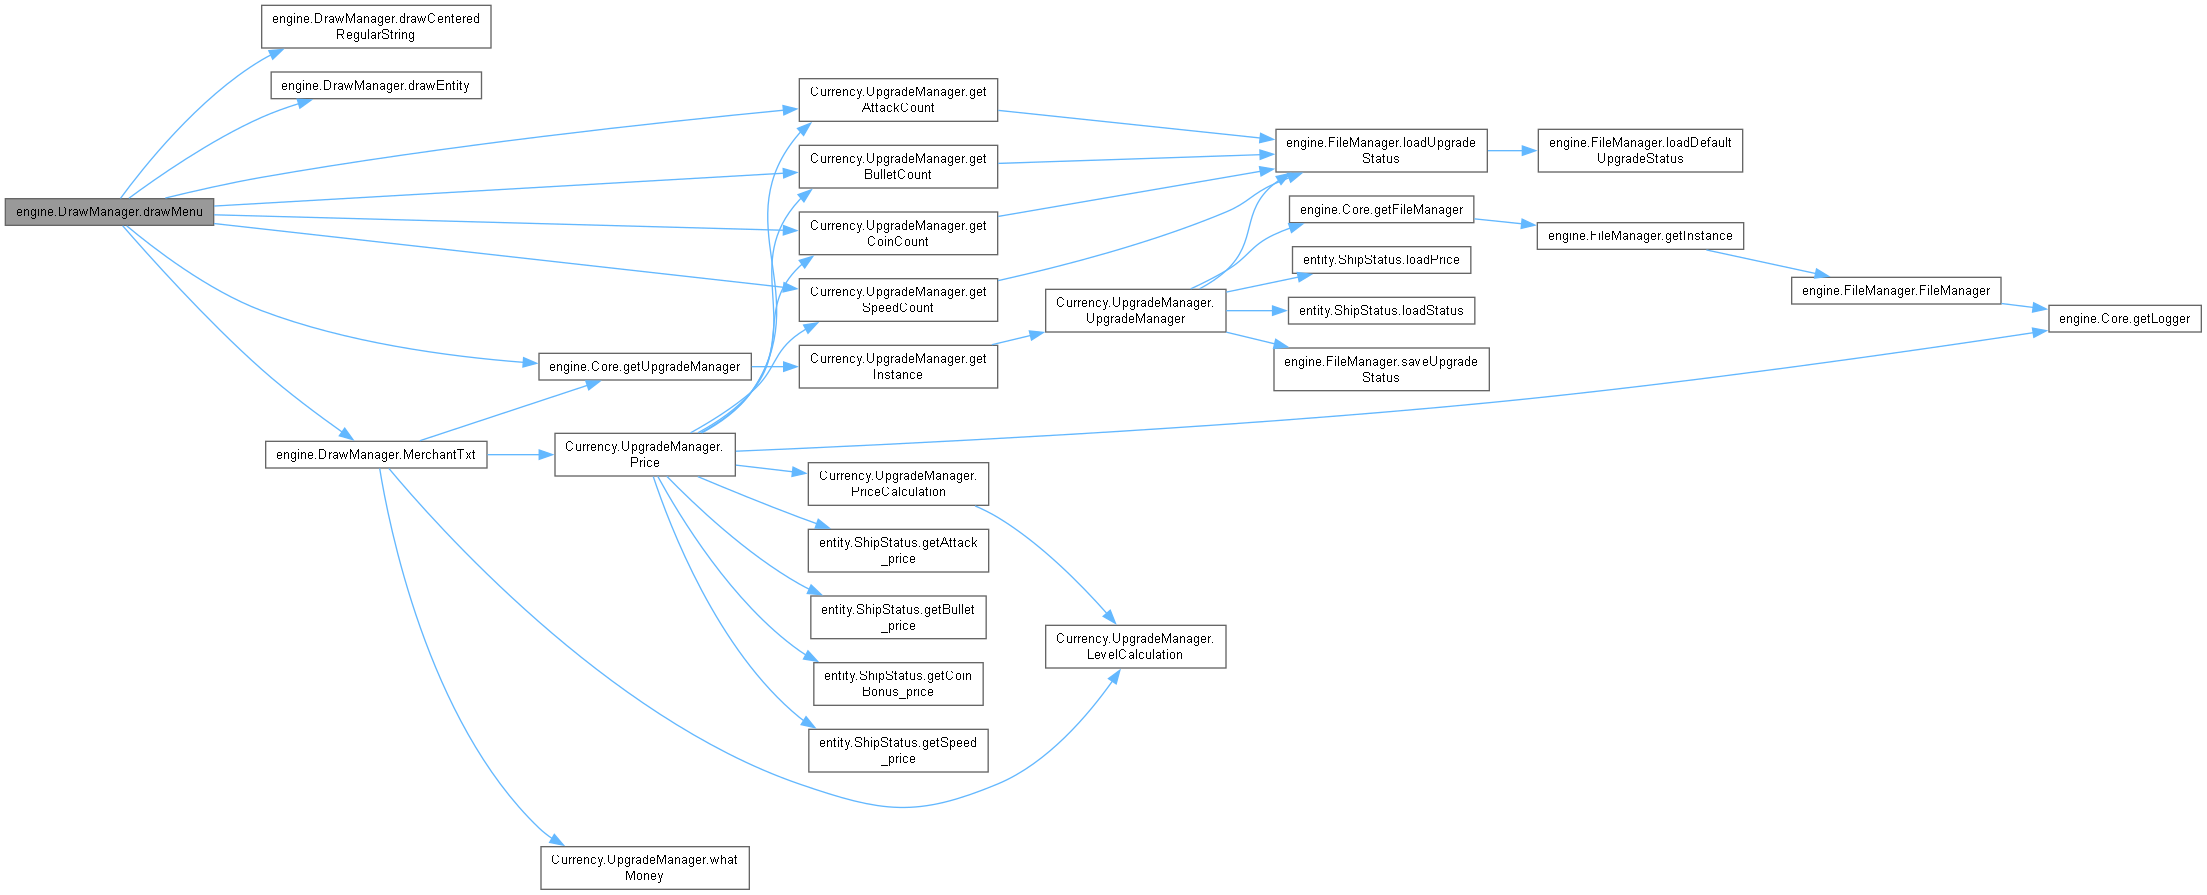 engine.DrawManager.drawCentered
RegularString
engine.DrawManager.drawEntity
engine.DrawManager.drawMenu
engine.Core.getUpgradeManager
engine.DrawManager.MerchantTxt
Currency.UpgradeManager.
Price
Currency.UpgradeManager.what
Money
Currency.UpgradeManager.get
AttackCount
Currency.UpgradeManager.get
BulletCount
Currency.UpgradeManager.get
CoinCount
Currency.UpgradeManager.get
SpeedCount
Currency.UpgradeManager.get
Instance
Currency.UpgradeManager.
PriceCalculation
entity.ShipStatus.getAttack
_price
entity.ShipStatus.getBullet
_price
entity.ShipStatus.getCoin
Bonus_price
entity.ShipStatus.getSpeed
_price
Currency.UpgradeManager.
UpgradeManager
Currency.UpgradeManager.
LevelCalculation
engine.FileManager.loadUpgrade
Status
engine.Core.getFileManager
entity.ShipStatus.loadPrice
entity.ShipStatus.loadStatus
engine.FileManager.saveUpgrade
Status
engine.FileManager.loadDefault
UpgradeStatus
engine.FileManager.getInstance
engine.FileManager.FileManager
engine.Core.getLogger